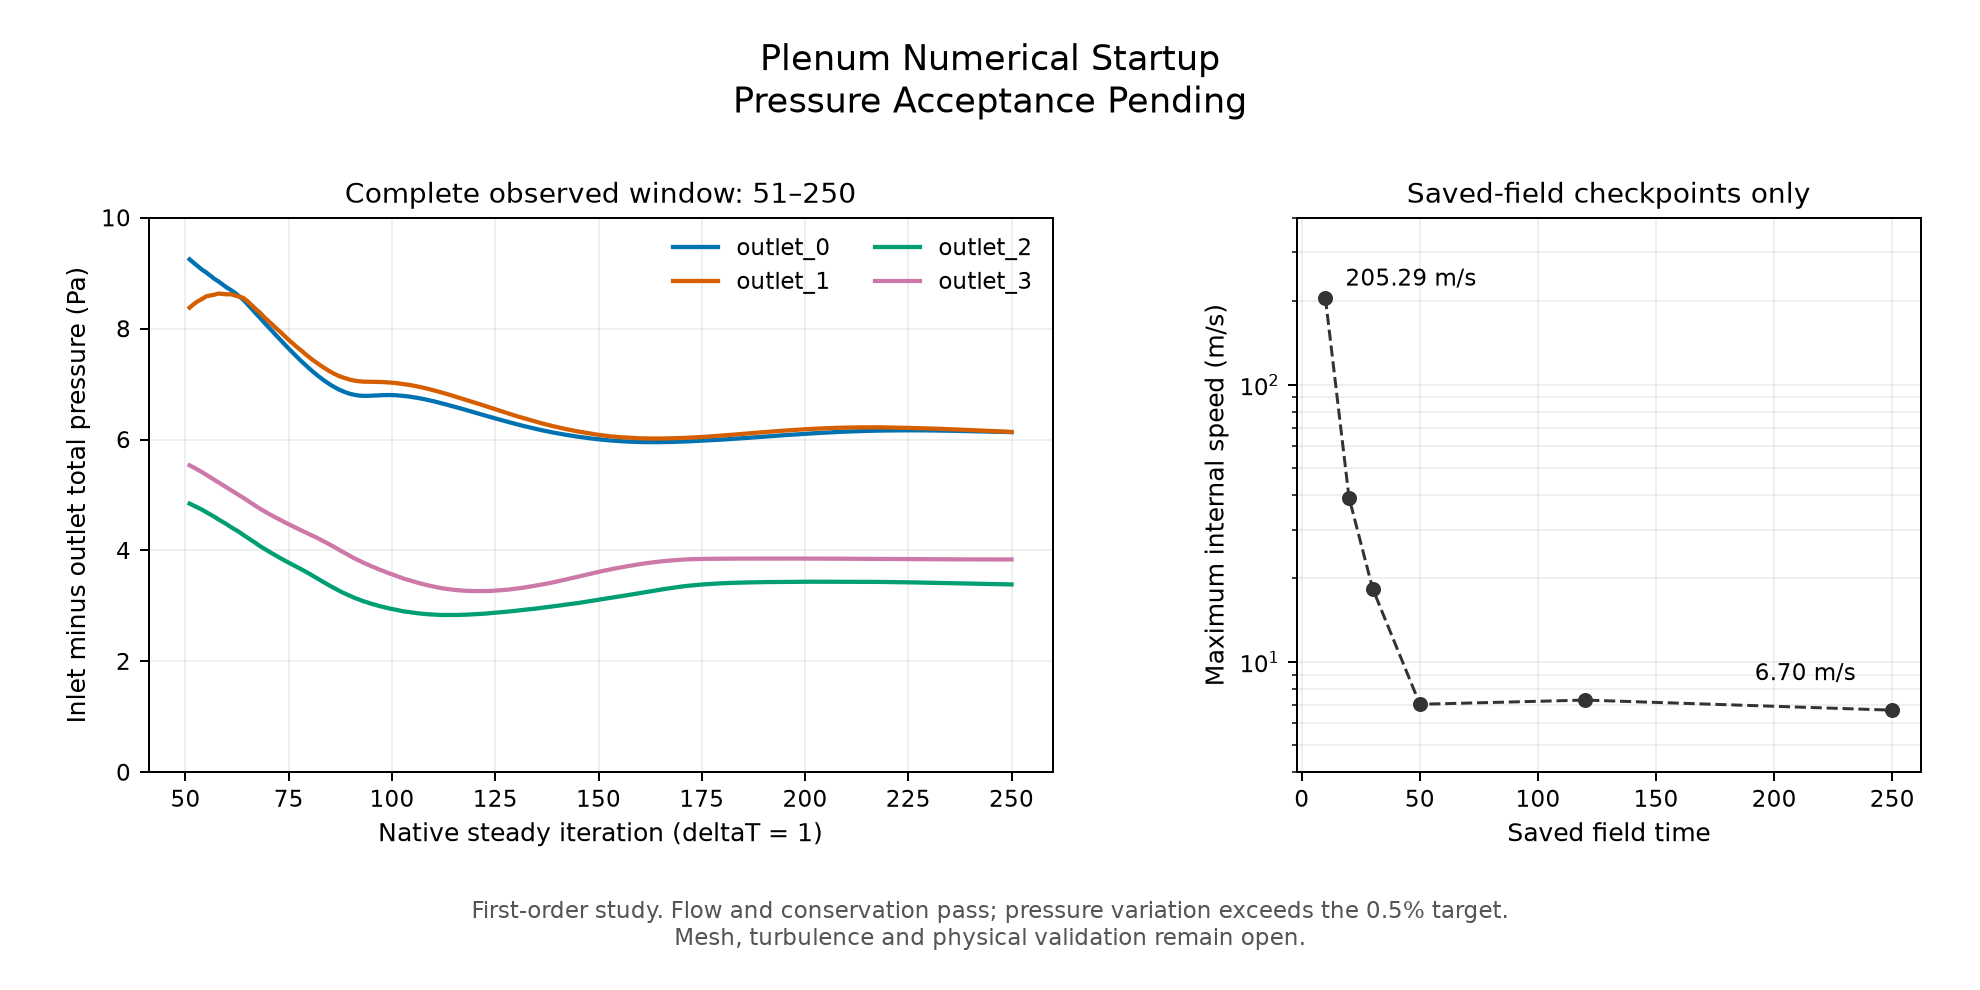 Plenum Numerical Startup
Pressure Acceptance Pending
Complete observed window: 51–250
Inlet minus outlet total pressure (Pa)
10
8
6
4
2
0
outlet_0
outlet_1
outlet_2
outlet_3
50 75 100 125 150 175 200 225 250
Native steady iteration (deltaT = 1)
Saved-field checkpoints only
Maximum internal speed (m/s)
10²
10¹
205.29 m/s
6.70 m/s
0 50 100 150 200 250
Saved field time
First-order study. Flow and conservation pass; pressure variation exceeds the 0.5% target.
Mesh, turbulence and physical validation remain open.